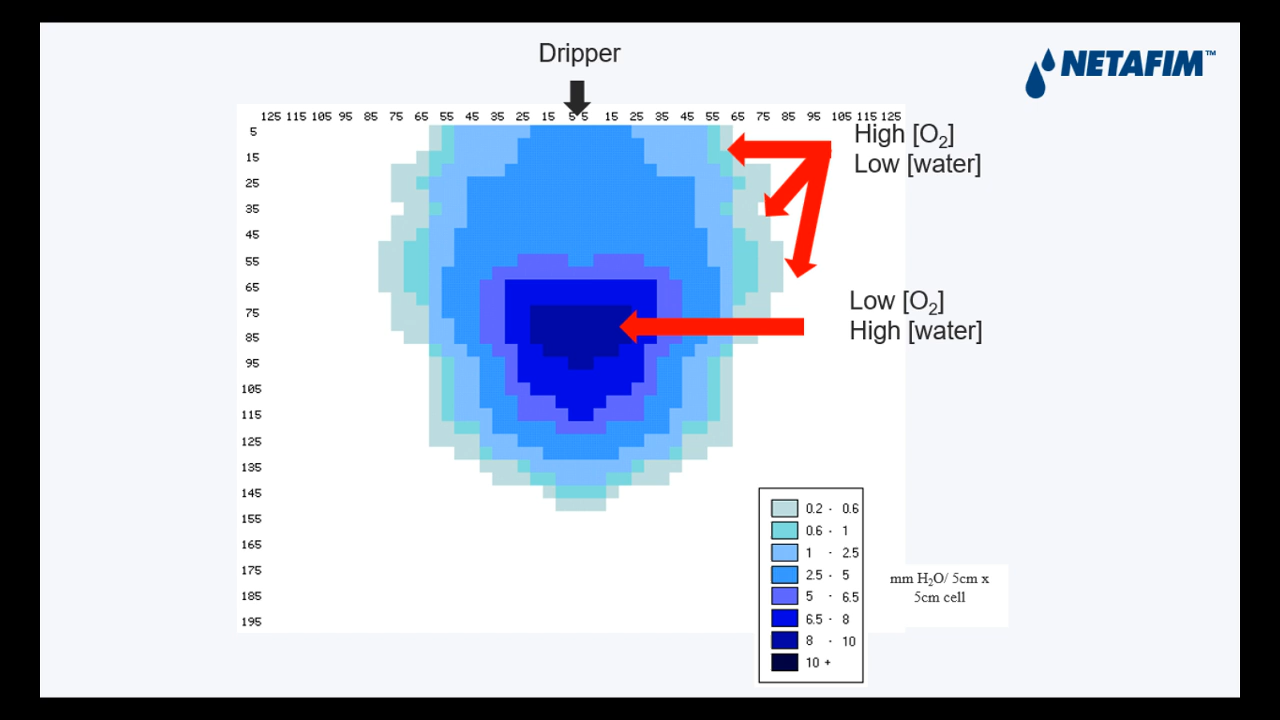 Dripper
NETAFIM™
125 115 105 95 85 75 65 55 45 35 25 15 5 5 15 25 35 45 55 65 75 85 95 105 115 125
5
15
25
35
45
55
65
75
85
95
105
115
125
135
145
155
165
175
185
195
High [O₂]
Low [water]
Low [O₂]
High [water]
0.2 - 0.6
0.6 - 1
1 - 2.5
2.5 - 5
5 - 6.5
6.5 - 8
8 - 10
10 +
mm H₂O/ 5cm x
5cm cell